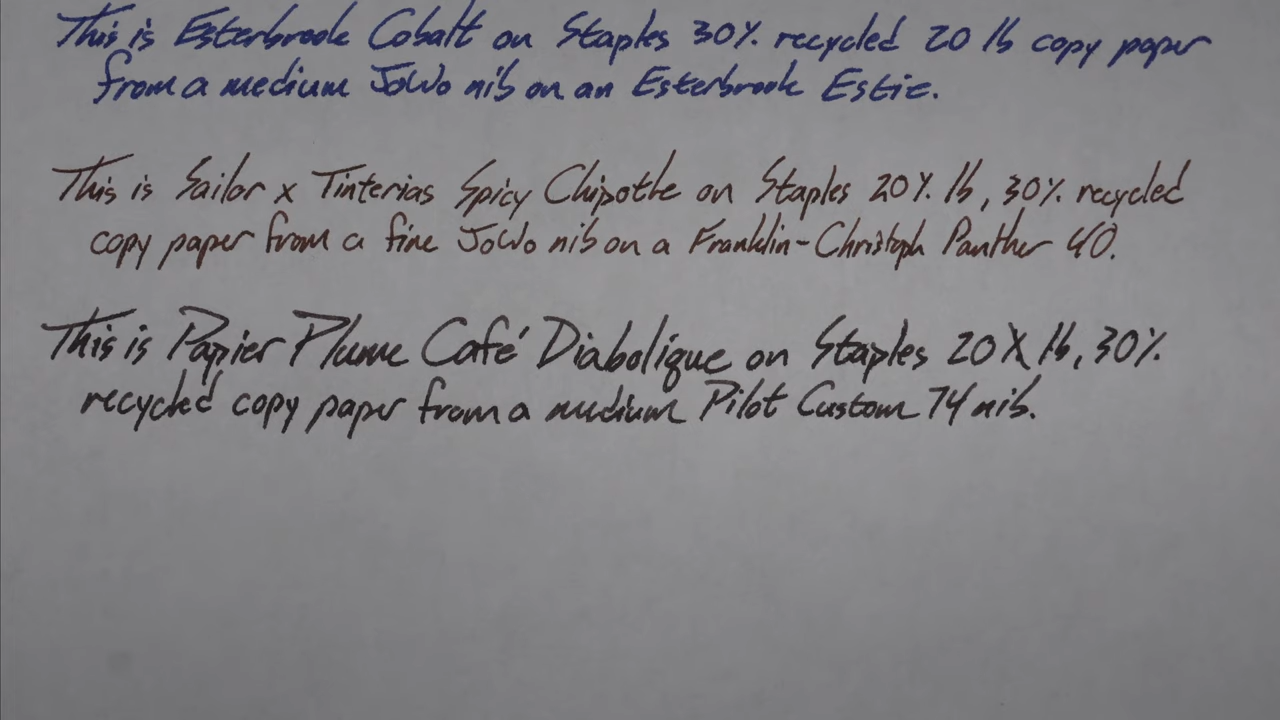 This is Esterbrook Cobalt on Staples 30% recycled 20 lb copy paper
from a medium JoWo nib on an Esterbrook Estie.
This is Sailor x Tinterias Spicy Chipotle on Staples 20% lb, 30% recycled
copy paper from a fine JoWo nib on a Franklin-Christoph Panther 40.
This is Papier Plume Café Diabolique on Staples 20% lb, 30%
recycled copy paper from a medium Pilot Custom 74 nib.